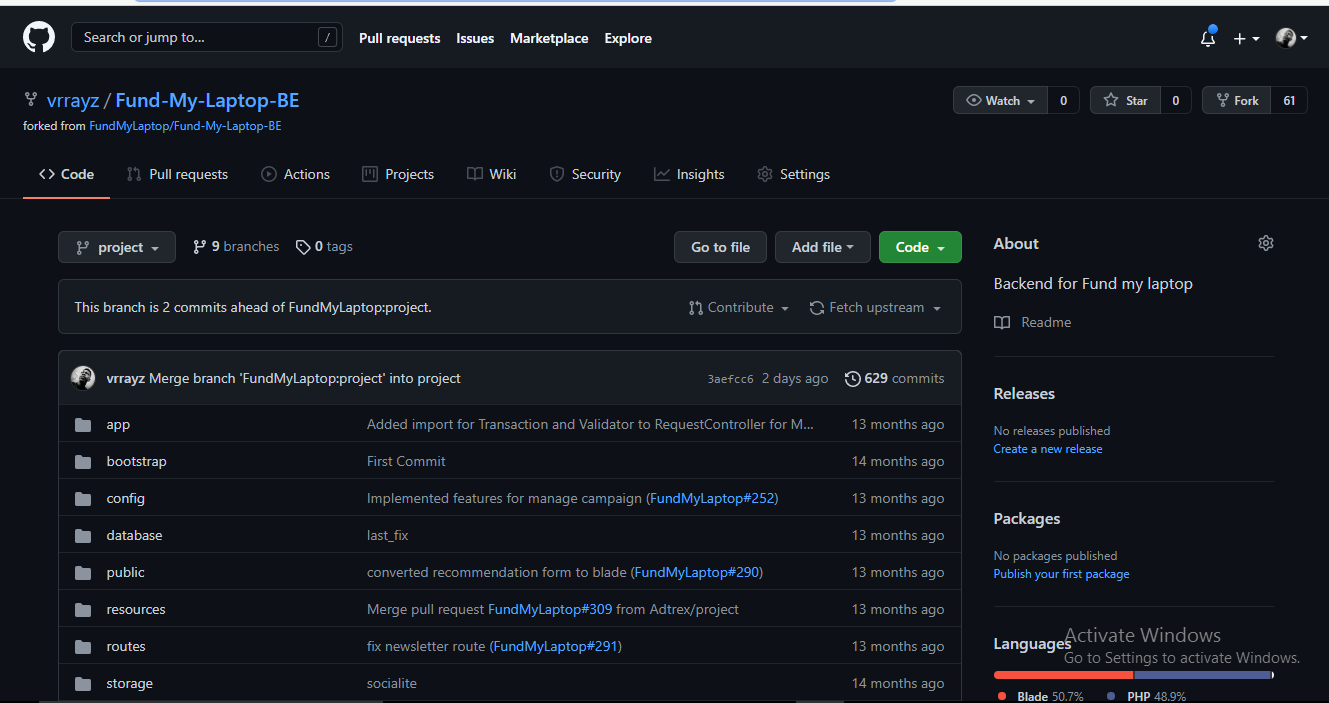 Search or jump to... /
Pull requests Issues Marketplace Explore
vrrayz / Fund-My-Laptop-BE
Watch 0 Star 0 Fork 61
forked from FundMyLaptop/Fund-My-Laptop-BE
Code Pull requests Actions Projects Wiki Security Insights Settings
project 9 branches 0 tags Go to file Add file Code
This branch is 2 commits ahead of FundMyLaptop:project. Contribute Fetch upstream
vrrayz Merge branch 'FundMyLaptop:project' into project 3aefcc6 2 days ago 629 commits
app Added import for Transaction and Validator to RequestController for M... 13 months ago
bootstrap First Commit 14 months ago
config Implemented features for manage campaign (FundMyLaptop#252) 13 months ago
database last_fix 13 months ago
public converted recommendation form to blade (FundMyLaptop#290) 13 months ago
resources Merge pull request FundMyLaptop#309 from Adtrex/project 13 months ago
routes fix newsletter route (FundMyLaptop#291) 13 months ago
storage socialite 14 months ago
About
Backend for Fund my laptop
Readme
Releases
No releases published
Create a new release
Packages
No packages published
Publish your first package
Languages
Activate Windows
Go to Settings to activate Windows.
Blade 50.7% PHP 48.9%